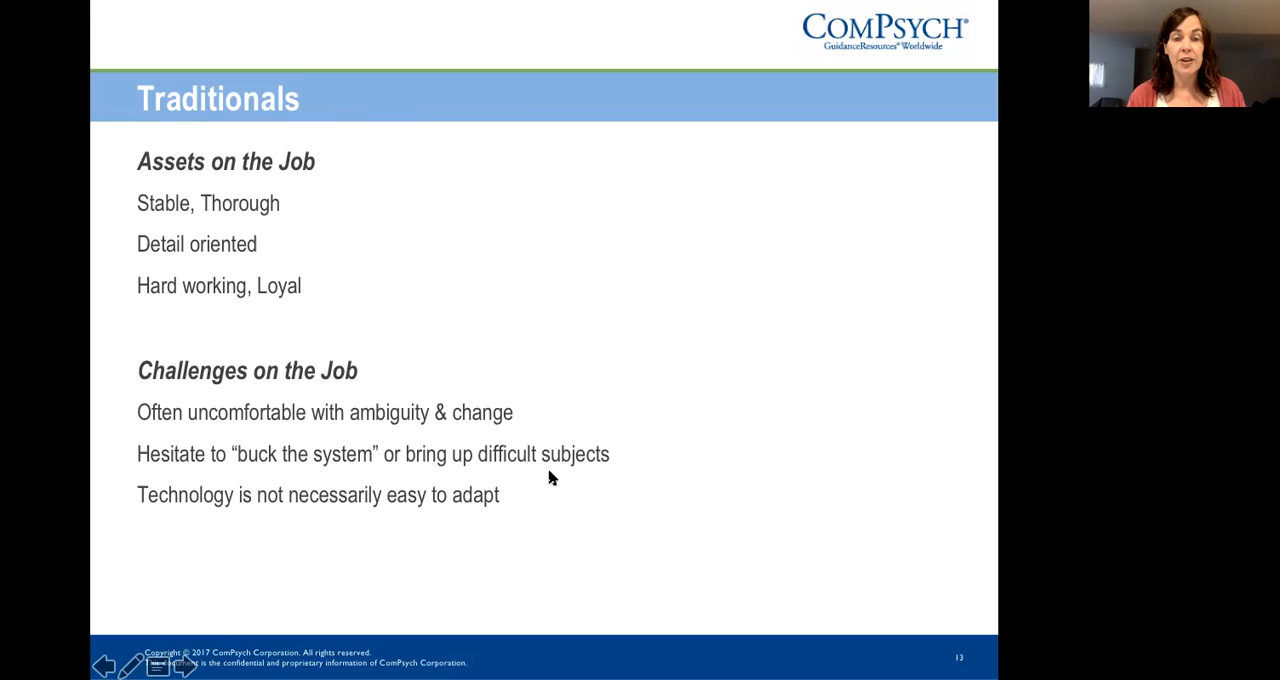 COMPSYCH®
GuidanceResources® Worldwide
Traditionals
Assets on the Job
Stable, Thorough
Detail oriented
Hard working, Loyal
Challenges on the Job
Often uncomfortable with ambiguity & change
Hesitate to “buck the system” or bring up difficult subjects
Technology is not necessarily easy to adapt
Copyright © 2017 ComPsych Corporation. All rights reserved.
This document is the confidential and proprietary information of ComPsych Corporation.
13